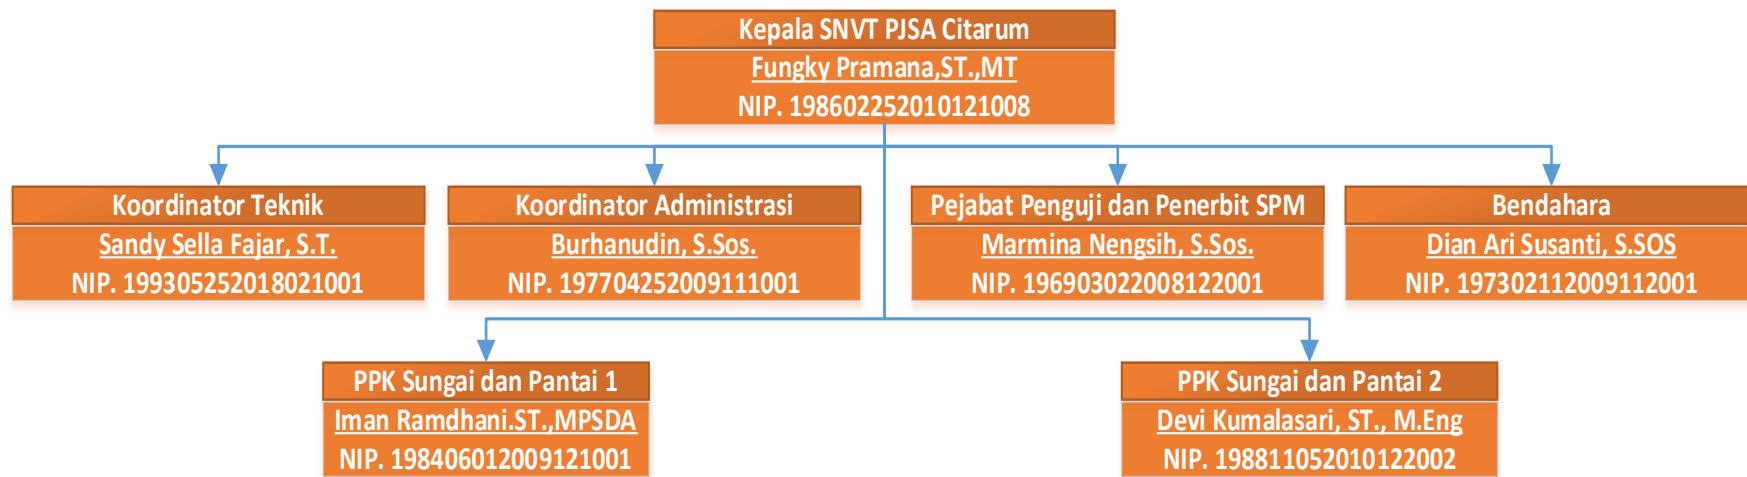 Kepala SNVT PJSA Citarum
Fungky Pramana,ST.,MT
NIP. 198602252010121008
Koordinator Teknik
Sandy Sella Fajar, S.T.
NIP. 199305252018021001
Koordinator Administrasi
Burhanudin, S.Sos.
NIP. 197704252009111001
Pejabat Penguji dan Penerbit SPM
Marmina Nengsih, S.Sos.
NIP. 196903022008122001
Bendahara
Dian Ari Susanti, S.SOS
NIP. 197302112009112001
PPK Sungai dan Pantai 1
Iman Ramdhani.ST.,MPSDA
NIP. 198406012009121001
PPK Sungai dan Pantai 2
Devi Kumalasari, ST., M.Eng
NIP. 198811052010122002